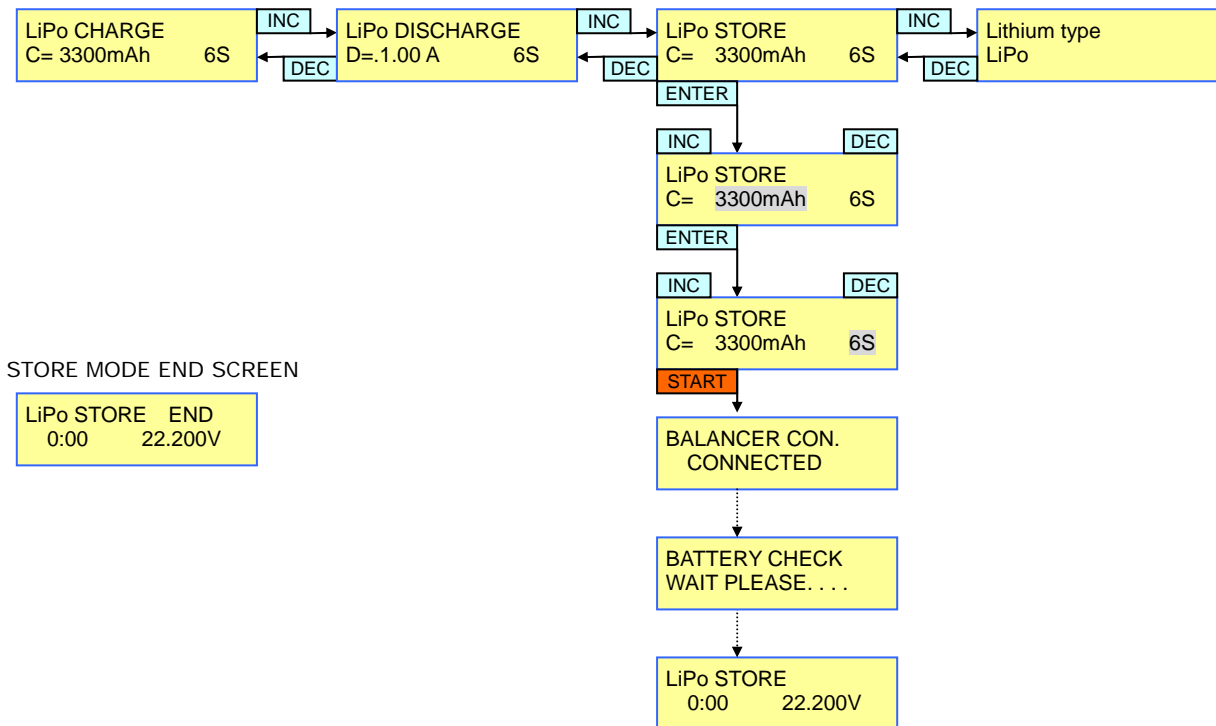 INC
INC
INC
LiPo CHARGE
C= 3300mAh 6S
LiPo DISCHARGE
D=.1.00 A 6S
LiPo STORE
C= 3300mAh 6S
Lithium type
LiPo
DEC
DEC
DEC
ENTER
INC
DEC
LiPo STORE
C= 3300mAh 6S
ENTER
INC
DEC
LiPo STORE
C= 3300mAh 6S
START
STORE MODE END SCREEN
LiPo STORE END
0:00 22.200V
BALANCER CON.
CONNECTED
BATTERY CHECK
WAIT PLEASE. . . .
LiPo STORE
0:00 22.200V